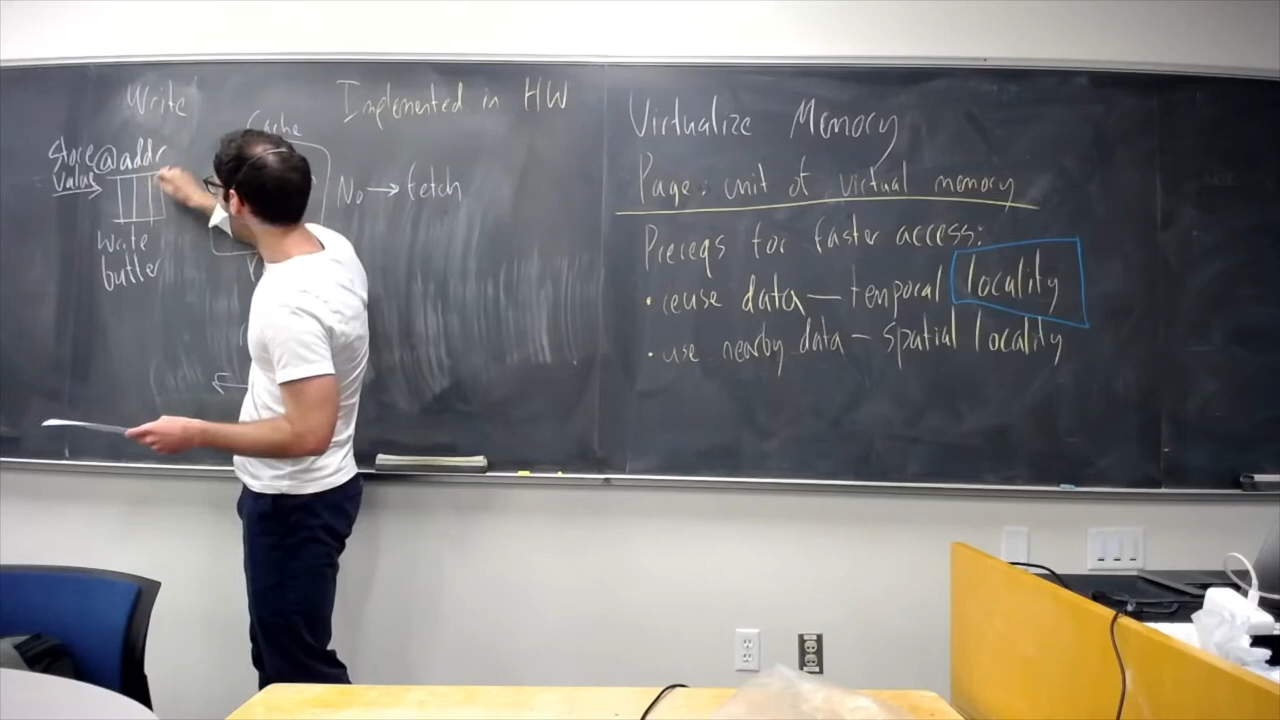 Write
Store @ addr
Value
write
buffer
Cache
Implemented in HW
No → fetch
Virtualize Memory
Page: unit of virtual memory
Prereqs for faster access:
• reuse data — temporal locality
• use nearby data – spatial locality